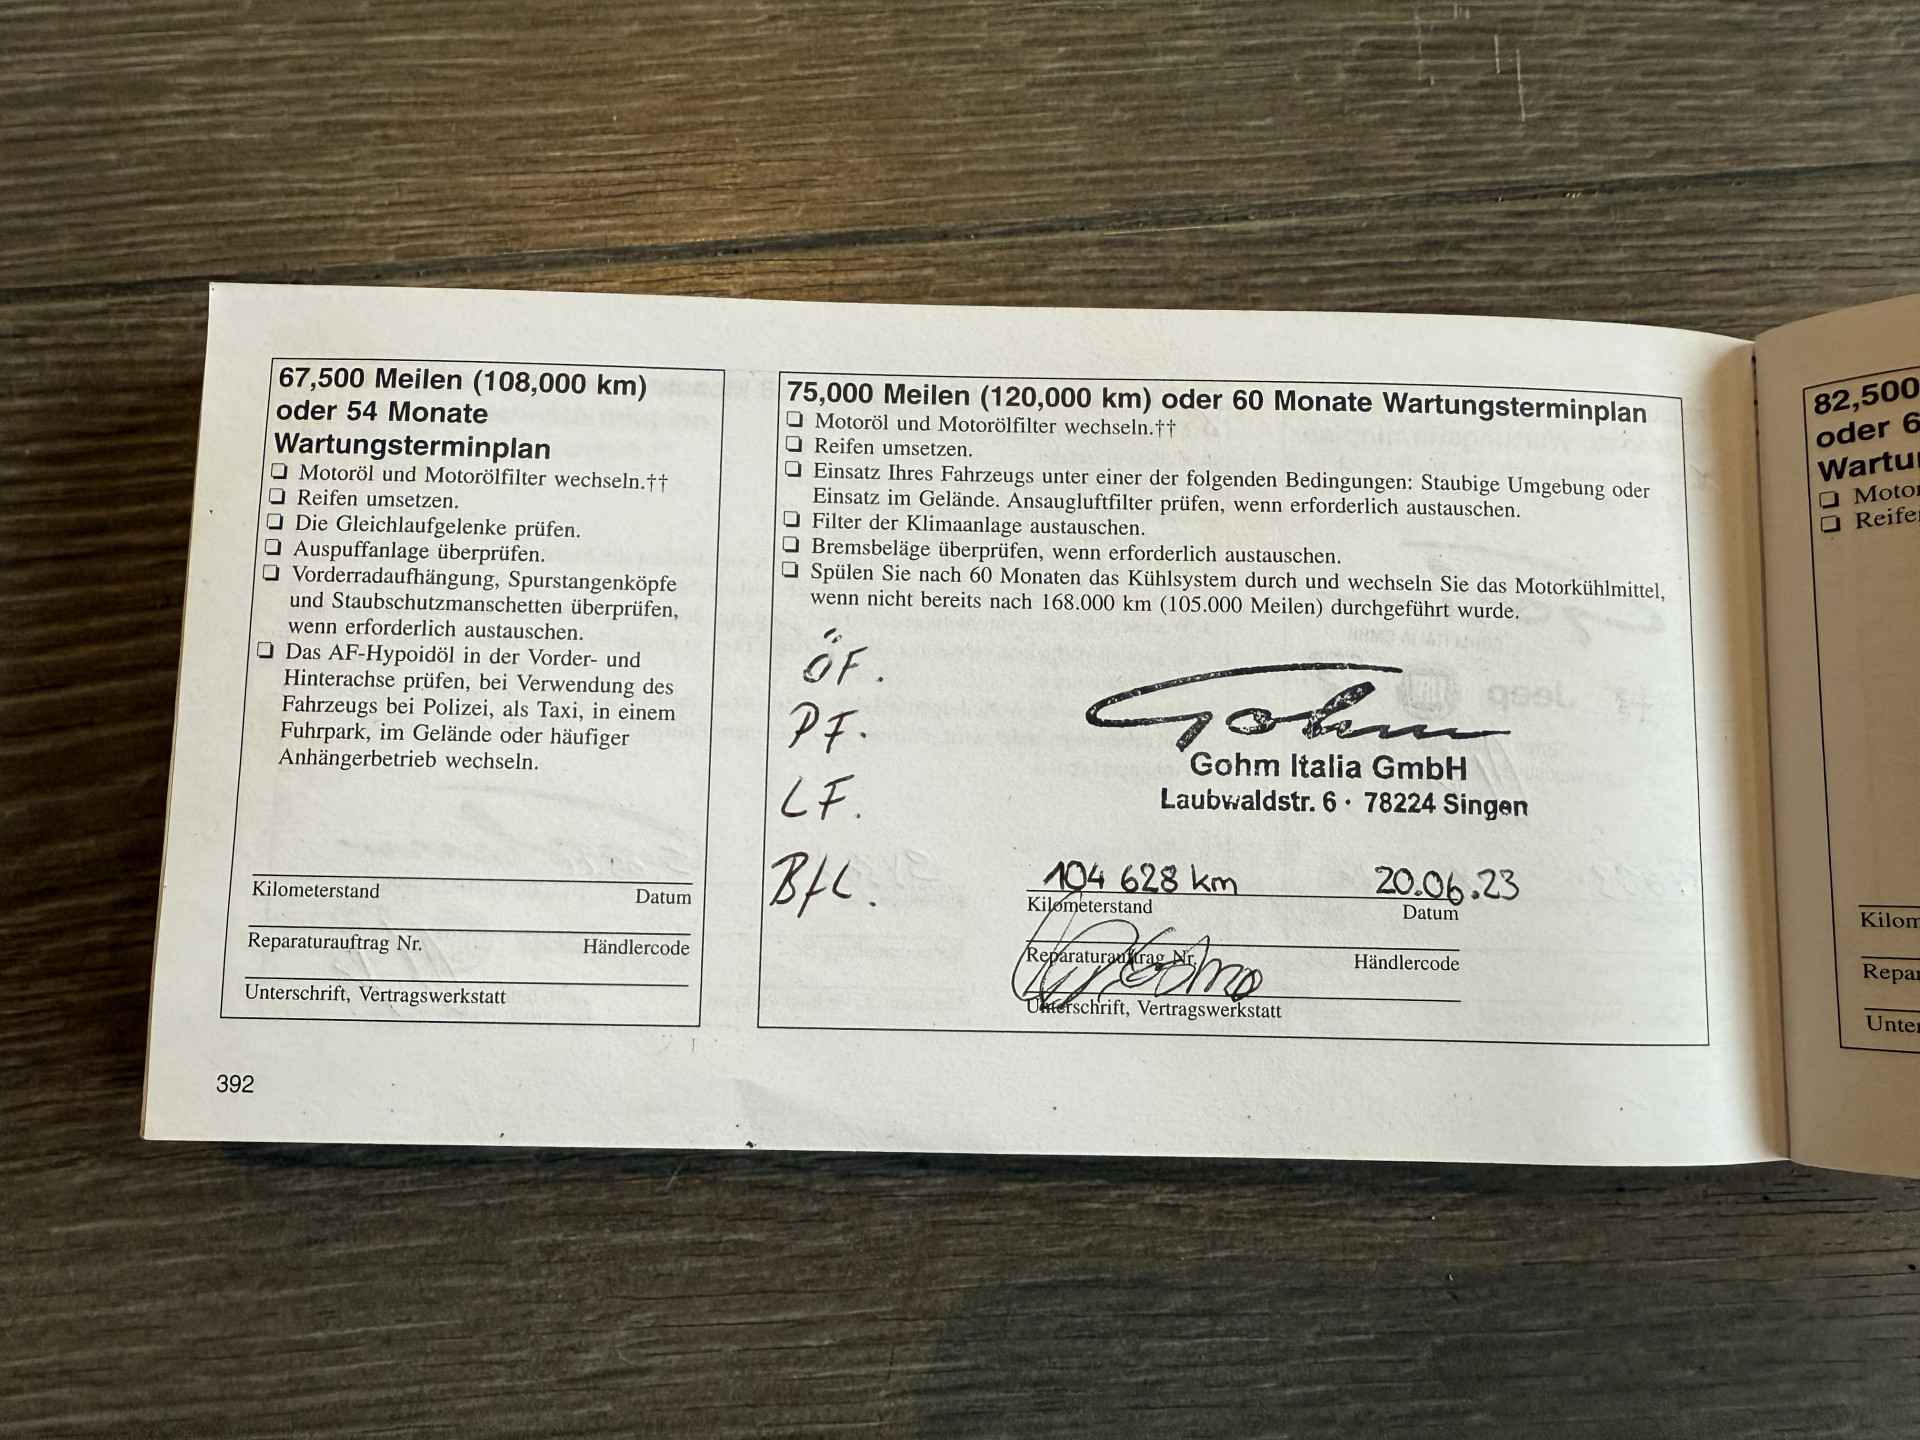 67,500 Meilen (108,000 km)
oder 54 Monate
Wartungsterminplan
❏ Motoröl und Motorölfilter wechseln.††
❏ Reifen umsetzen.
❏ Die Gleichlaufgelenke prüfen.
❏ Auspuffanlage überprüfen.
❏ Vorderradaufhängung, Spurstangenköpfe
und Staubschutzmanschetten überprüfen,
wenn erforderlich austauschen.
❏ Das AF-Hypoidöl in der Vorder- und
Hinterachse prüfen, bei Verwendung des
Fahrzeugs bei Polizei, als Taxi, in einem
Fuhrpark, im Gelände oder häufiger
Anhängerbetrieb wechseln.
Kilometerstand Datum
Reparaturauftrag Nr. Händlercode
Unterschrift, Vertragswerkstatt
392
75,000 Meilen (120,000 km) oder 60 Monate Wartungsterminplan
❏ Motoröl und Motorölfilter wechseln.††
❏ Reifen umsetzen.
❏ Einsatz Ihres Fahrzeugs unter einer der folgenden Bedingungen: Staubige Umgebung oder
Einsatz im Gelände. Ansaugluftfilter prüfen, wenn erforderlich austauschen.
❏ Filter der Klimaanlage austauschen.
❏ Bremsbeläge überprüfen, wenn erforderlich austauschen.
❏ Spülen Sie nach 60 Monaten das Kühlsystem durch und wechseln Sie das Motorkühlmittel,
wenn nicht bereits nach 168.000 km (105.000 Meilen) durchgeführt wurde.
ÖF.
PF.
LF.
BfL.
Gohm
Gohm Italia GmbH
Laubwaldstr. 6 · 78224 Singen
104 628 km 20.06.23
Kilometerstand Datum
Reparaturauftrag Nr. Händlercode
Unterschrift, Vertragswerkstatt
82,500
oder 6
Wartu
❏ Motor
❏ Reife
Kilom
Repa
Unter